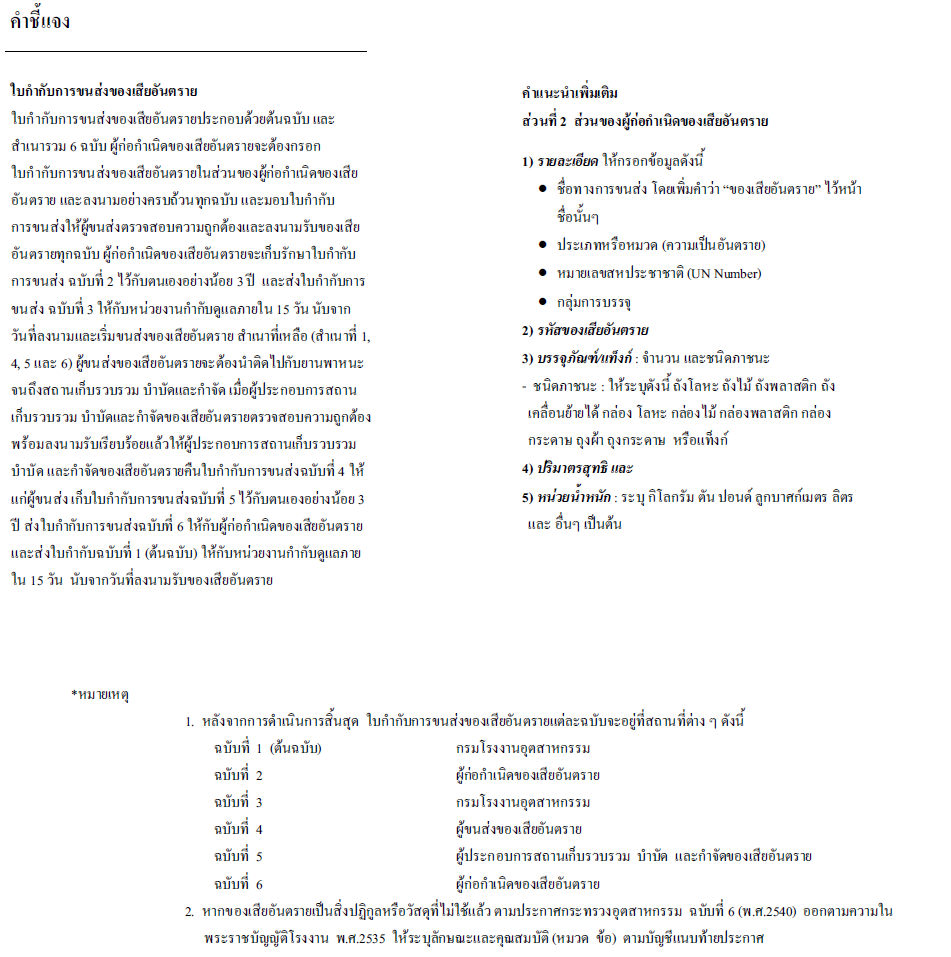 คำชี้แจง
ใบกำกับการขนส่งของเสียอันตราย
ใบกำกับการขนส่งของเสียอันตรายประกอบด้วยต้นฉบับ และ
สำเนารวม 6 ฉบับ ผู้ก่อกำเนิดของเสียอันตรายจะต้องกรอก
ใบกำกับการขนส่งของเสียอันตรายในส่วนของผู้ก่อกำเนิดของเสีย
อันตราย และลงนามอย่างครบถ้วนทุกฉบับ และมอบใบกำกับ
การขนส่งให้ผู้ขนส่งตรวจสอบความถูกต้องและลงนามรับของเสีย
อันตรายทุกฉบับ ผู้ก่อกำเนิดของเสียอันตรายจะเก็บรักษาใบกำกับ
การขนส่ง ฉบับที่ 2 ไว้กับตนเองอย่างน้อย 3 ปี และส่งใบกำกับการ
ขนส่ง ฉบับที่ 3 ให้กับหน่วยงานกำกับดูแลภายใน 15 วัน นับจาก
วันที่ลงนามและเริ่มขนส่งของเสียอันตราย สำเนาที่เหลือ (สำเนาที่ 1,
4, 5 และ 6) ผู้ขนส่งของเสียอันตรายจะต้องนำติดไปกับยานพาหนะ
จนถึงสถานเก็บรวบรวม บำบัดและกำจัด เมื่อผู้ประกอบการสถาน
เก็บรวบรวม บำบัดและกำจัดของเสียอันตรายตรวจสอบความถูกต้อง
พร้อมลงนามรับเรียบร้อยแล้วให้ผู้ประกอบการสถานเก็บรวบรวม
บำบัด และกำจัดของเสียอันตรายคืนใบกำกับการขนส่งฉบับที่ 4 ให้
แก่ผู้ขนส่ง เก็บใบกำกับการขนส่งฉบับที่ 5 ไว้กับตนเองอย่างน้อย 3
ปี ส่งใบกำกับการขนส่งฉบับที่ 6 ให้กับผู้ก่อกำเนิดของเสียอันตราย
และส่งใบกำกับฉบับที่ 1 (ต้นฉบับ) ให้กับหน่วยงานกำกับดูแลภาย
ใน 15 วัน นับจากวันที่ลงนามรับของเสียอันตราย
คำแนะนำเพิ่มเติม
ส่วนที่ 2 ส่วนของผู้ก่อกำเนิดของเสียอันตราย
1) รายละเอียด ให้กรอกข้อมูลดังนี้
● ชื่อทางการขนส่ง โดยเพิ่มคำว่า “ของเสียอันตราย” ไว้หน้า
ชื่อนั้นๆ
● ประเภทหรือหมวด (ความเป็นอันตราย)
● หมายเลขสหประชาชาติ (UN Number)
● กลุ่มการบรรจุ
2) รหัสของเสียอันตราย
3) บรรจุภัณฑ์/แท็งก์ : จำนวน และชนิดภาชนะ
- ชนิดภาชนะ : ให้ระบุดังนี้ ถังโลหะ ถังไม้ ถังพลาสติก ถัง
เคลื่อนย้ายได้ กล่อง โลหะ กล่องไม้ กล่องพลาสติก กล่อง
กระดาษ ถุงผ้า ถุงกระดาษ หรือแท็งก์
4) ปริมาตรสุทธิ และ
5) หน่วยน้ำหนัก : ระบุ กิโลกรัม ตัน ปอนด์ ลูกบาศก์เมตร ลิตร
และ อื่นๆ เป็นต้น
*หมายเหตุ
1. หลังจากการดำเนินการสิ้นสุด ใบกำกับการขนส่งของเสียอันตรายแต่ละฉบับจะอยู่ที่สถานที่ต่าง ๆ ดังนี้
ฉบับที่ 1 (ต้นฉบับ) กรมโรงงานอุตสาหกรรม
ฉบับที่ 2 ผู้ก่อกำเนิดของเสียอันตราย
ฉบับที่ 3 กรมโรงงานอุตสาหกรรม
ฉบับที่ 4 ผู้ขนส่งของเสียอันตราย
ฉบับที่ 5 ผู้ประกอบการสถานเก็บรวบรวม บำบัด และกำจัดของเสียอันตราย
ฉบับที่ 6 ผู้ก่อกำเนิดของเสียอันตราย
2. หากของเสียอันตรายเป็นสิ่งปฏิกูลหรือวัสดุที่ไม่ใช้แล้ว ตามประกาศกระทรวงอุตสาหกรรม ฉบับที่ 6 (พ.ศ.2540) ออกตามความใน
พระราชบัญญัติโรงงาน พ.ศ.2535 ให้ระบุลักษณะและคุณสมบัติ (หมวด ข้อ) ตามบัญชีแนบท้ายประกาศ